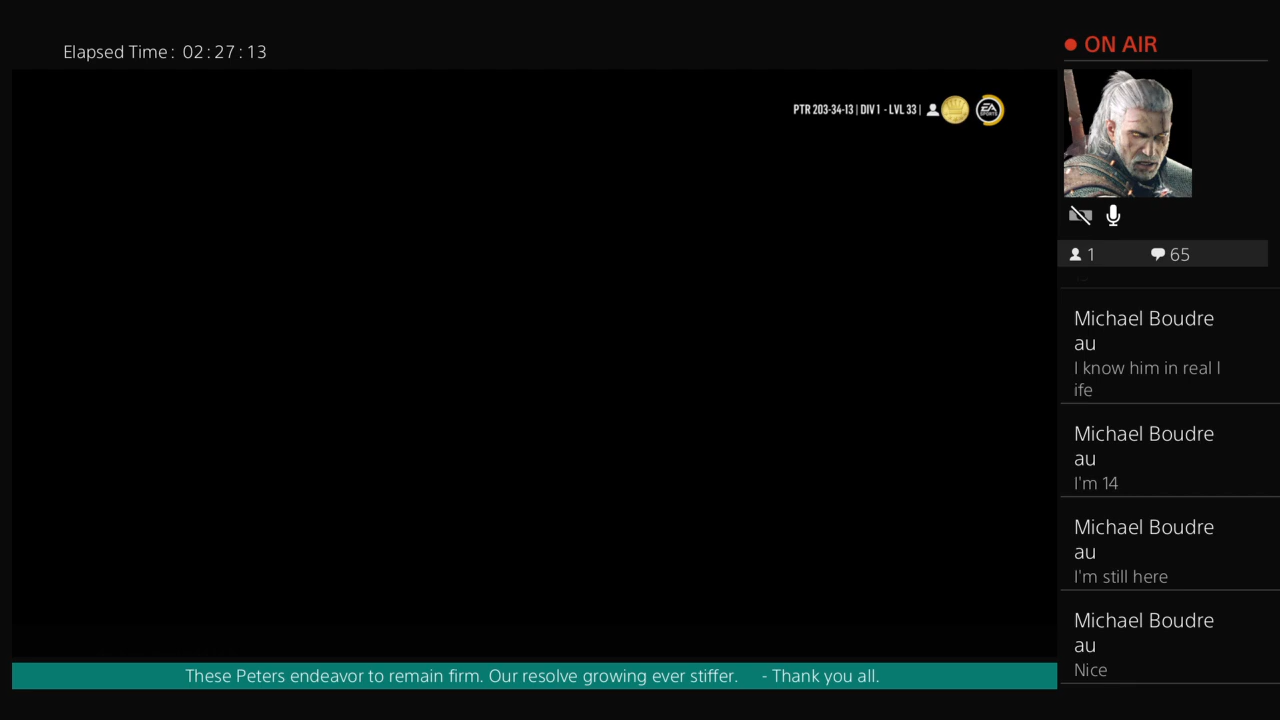 Elapsed Time: 02:27:13
ON AIR
PTR 203-34-13 | DIV 1 - LVL 33 |
EA
SPORTS
1 65
Michael Boudre
au
I know him in real l
ife
Michael Boudre
au
I'm 14
Michael Boudre
au
I'm still here
Michael Boudre
au
Nice
These Peters endeavor to remain firm. Our resolve growing ever stiffer. - Thank you all.